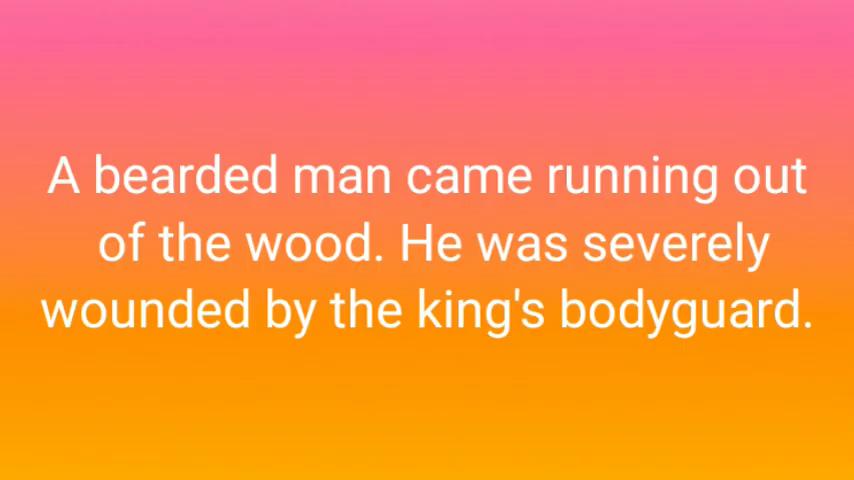 A bearded man came running out
of the wood. He was severely
wounded by the king's bodyguard.